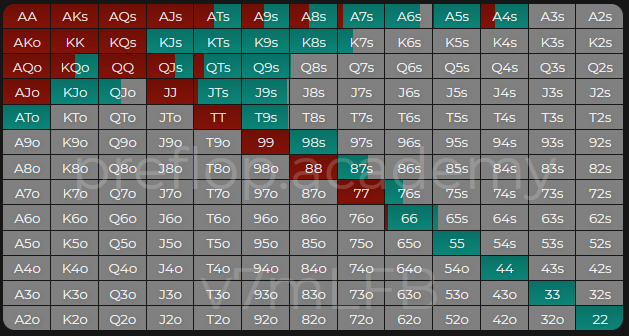 AA AKs AQs AJs ATs A9s A8s A7s A6s A5s A4s A3s A2s
AKo KK KQs KJs KTs K9s K8s K7s K6s K5s K4s K3s K2s
AQo KQo QQ QJs QTs Q9s Q8s Q7s Q6s Q5s Q4s Q3s Q2s
AJo KJo QJo JJ JTs J9s J8s J7s J6s J5s J4s J3s J2s
ATo KTo QTo JTo TT T9s T8s T7s T6s T5s T4s T3s T2s
A9o K9o Q9o J9o T9o 99 98s 97s 96s 95s 94s 93s 92s
A8o K8o Q8o J8o T8o 98o 88 87s 86s 85s 84s 83s 82s
preflop.academy
A7o K7o Q7o J7o T7o 97o 87o 77 76s 75s 74s 73s 72s
A6o K6o Q6o J6o T6o 96o 86o 76o 66 65s 64s 63s 62s
A5o K5o Q5o J5o T5o 95o 85o 75o 65o 55 54s 53s 52s
A4o K4o Q4o J4o T4o 94o 84o 74o 64o 54o 44 43s 42s
v7mLFB
A3o K3o Q3o J3o T3o 93o 83o 73o 63o 53o 43o 33 32s
A2o K2o Q2o J2o T2o 92o 82o 72o 62o 52o 42o 32o 22